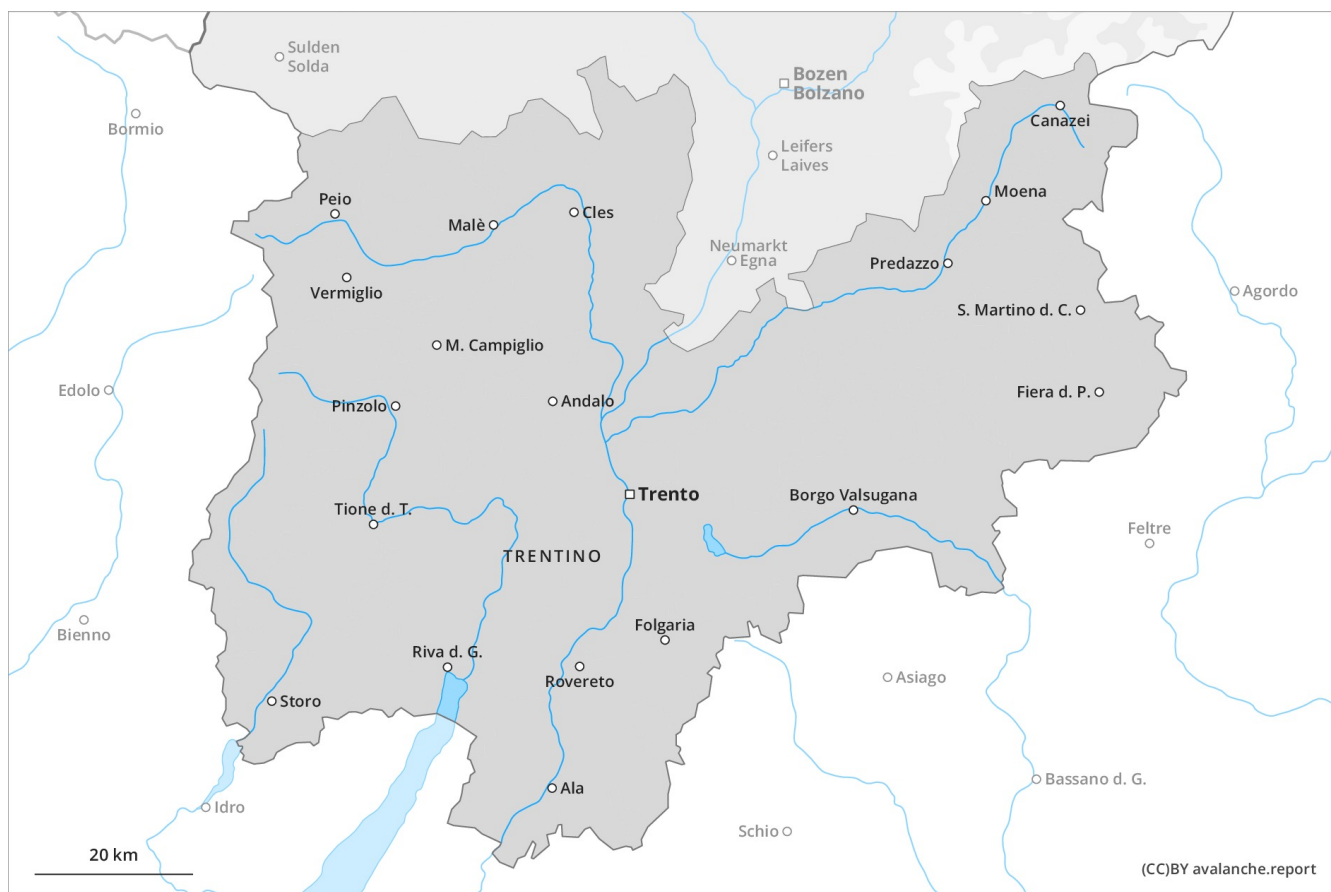 Sulden
Solda
Bozen
Bolzano
Bormio
Canazei
Leifers
Laives
Peio
Moena
Malè
Cles
Neumarkt
Egna
Predazzo
Vermiglio
Agordo
S. Martino d. C.
M. Campiglio
Edolo
Pinzolo
Andalo
Fiera d. P.
Trento
Borgo Valsugana
Tione d. T.
Feltre
TRENTINO
Bienno
Folgaria
Riva d. G.
Rovereto
Asiago
Storo
Bassano d. G.
Ala
Idro
Schio
20 km
(CC)BY avalanche.report